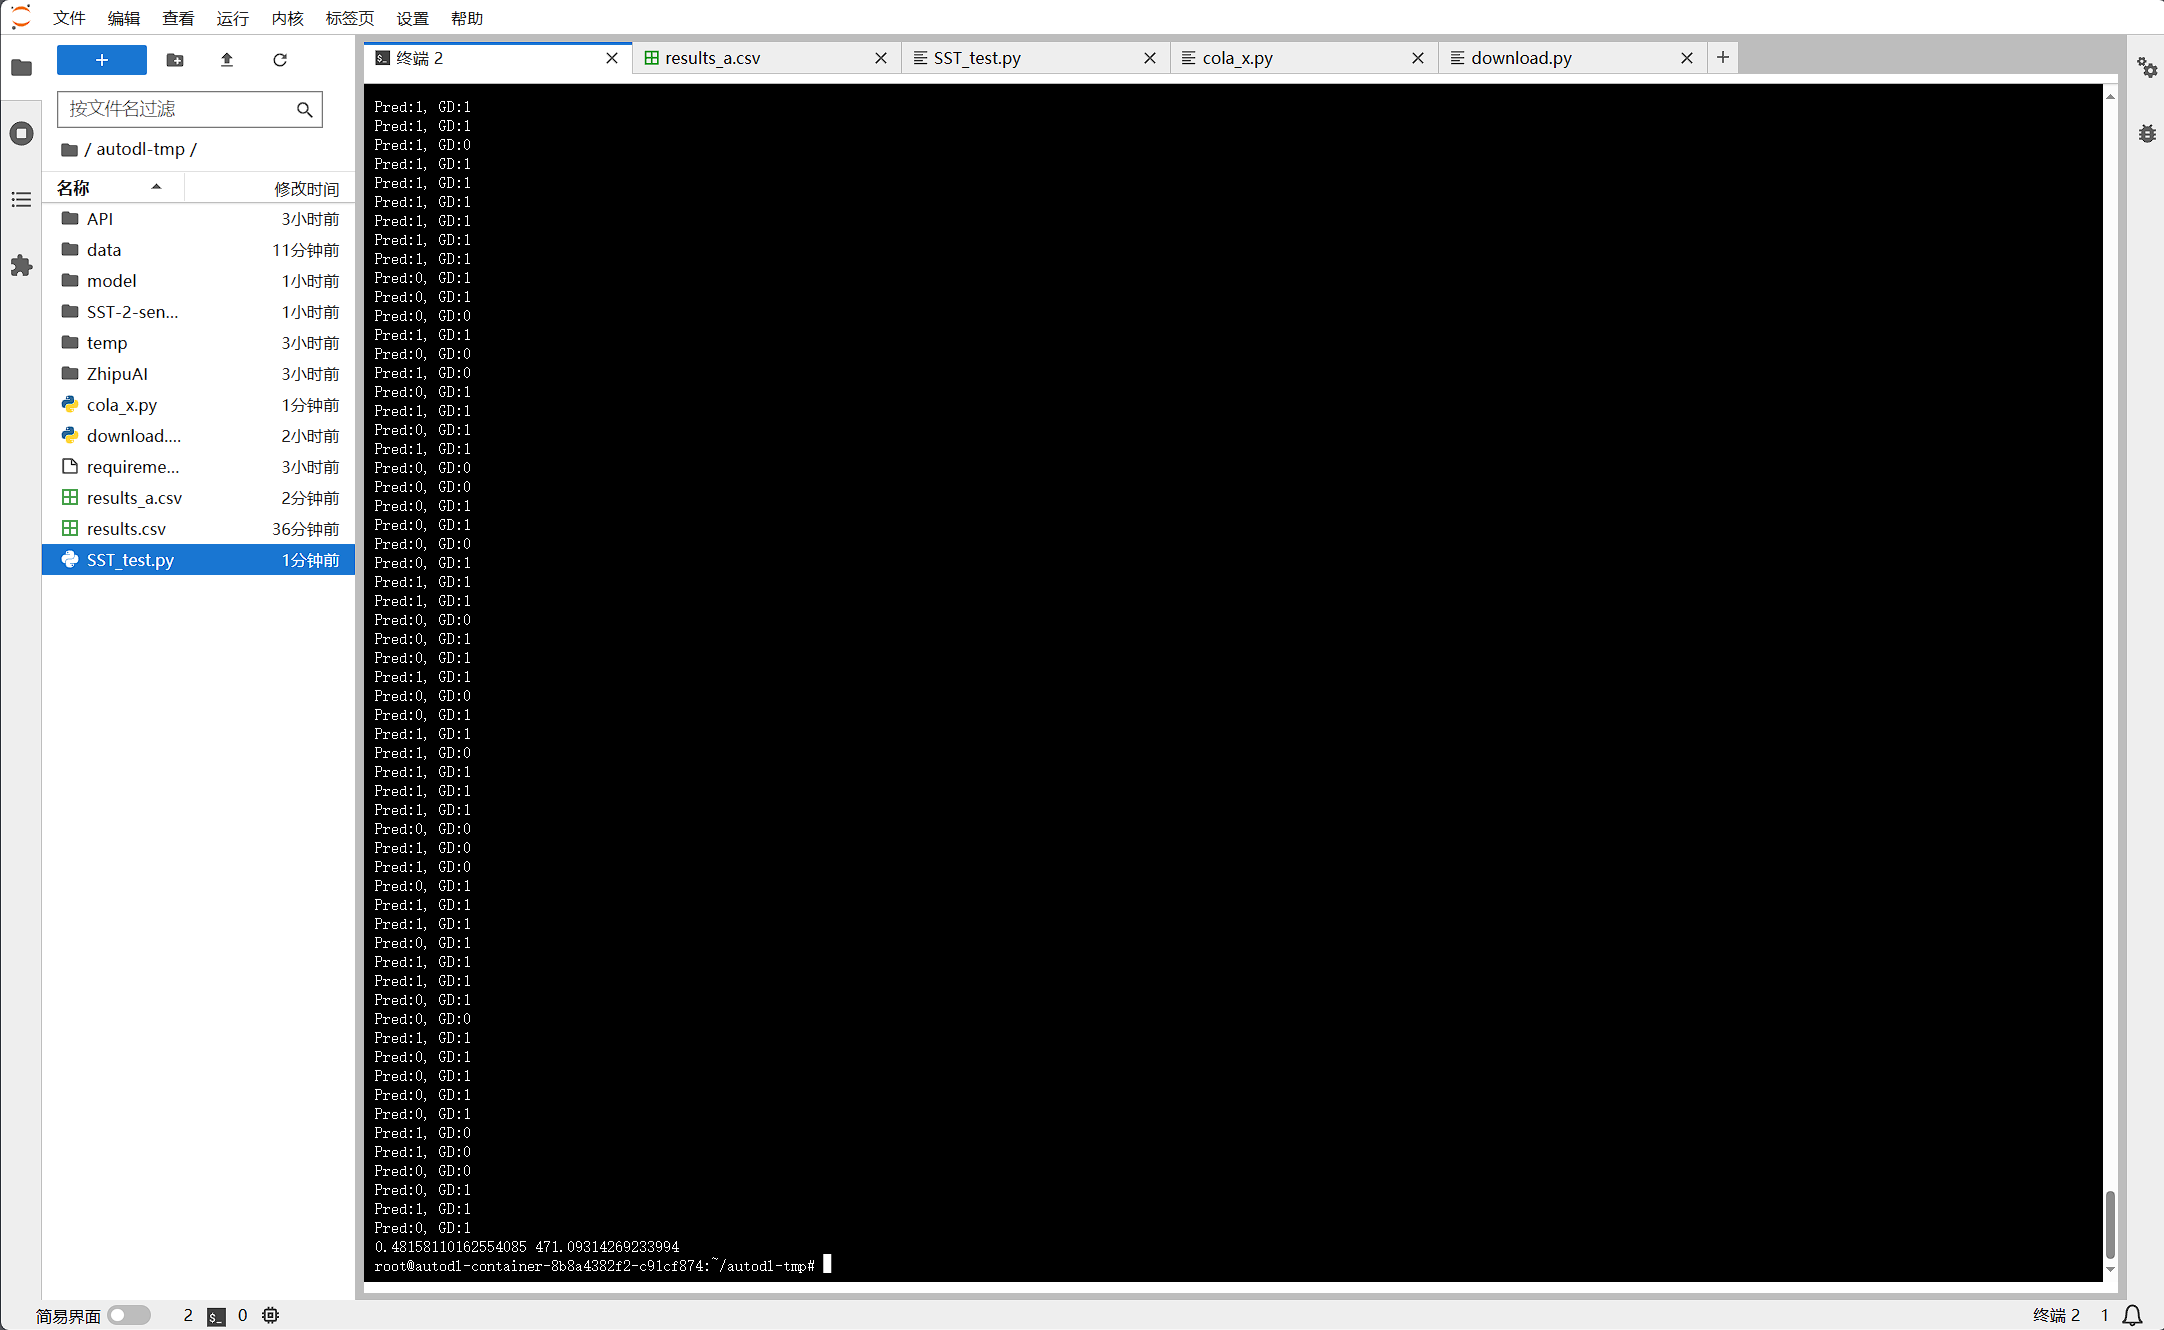 文件 编辑 查看 运行 内核 标签页 设置 帮助
终端 2 results_a.csv SST_test.py cola_x.py download.py
按文件名过滤
/ autodl-tmp /
名称 修改时间
API 3小时前
data 11分钟前
model 1小时前
SST-2-sen... 1小时前
temp 3小时前
ZhipuAI 3小时前
cola_x.py 1分钟前
download.... 2小时前
requireme... 3小时前
results_a.csv 2分钟前
results.csv 36分钟前
SST_test.py 1分钟前
Pred:1, GD:1
Pred:1, GD:1
Pred:1, GD:0
Pred:1, GD:1
Pred:1, GD:1
Pred:1, GD:1
Pred:1, GD:1
Pred:1, GD:1
Pred:1, GD:1
Pred:0, GD:1
Pred:0, GD:1
Pred:0, GD:0
Pred:1, GD:1
Pred:0, GD:0
Pred:1, GD:0
Pred:0, GD:1
Pred:1, GD:1
Pred:0, GD:1
Pred:1, GD:1
Pred:0, GD:0
Pred:0, GD:0
Pred:0, GD:1
Pred:0, GD:1
Pred:0, GD:0
Pred:0, GD:1
Pred:1, GD:1
Pred:1, GD:1
Pred:0, GD:0
Pred:0, GD:1
Pred:0, GD:1
Pred:1, GD:1
Pred:0, GD:0
Pred:0, GD:1
Pred:1, GD:1
Pred:1, GD:0
Pred:1, GD:1
Pred:1, GD:1
Pred:1, GD:1
Pred:0, GD:0
Pred:1, GD:0
Pred:1, GD:0
Pred:0, GD:1
Pred:1, GD:1
Pred:1, GD:1
Pred:0, GD:1
Pred:1, GD:1
Pred:1, GD:1
Pred:0, GD:1
Pred:0, GD:0
Pred:1, GD:1
Pred:0, GD:1
Pred:0, GD:1
Pred:0, GD:1
Pred:0, GD:1
Pred:1, GD:0
Pred:1, GD:0
Pred:0, GD:0
Pred:0, GD:1
Pred:1, GD:1
Pred:0, GD:1
0.48158110162554085 471.09314269233994
root@autodl-container-8b8a4382f2-c91cf874:~/autodl-tmp#
简易界面 2 $_ 0 终端 2 1